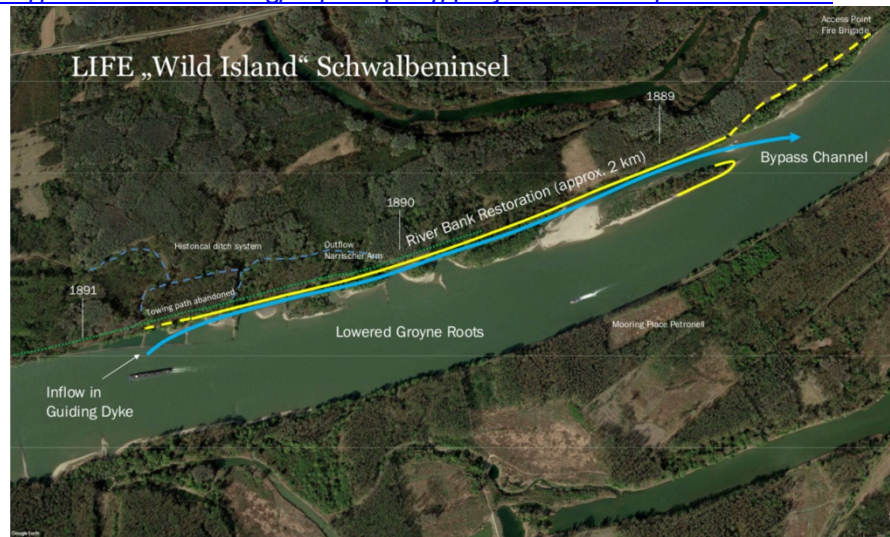 LIFE „Wild Island“ Schwalbeninsel
Access Point
Fire Brigade
1889
Bypass Channel
River Bank Restoration (approx. 2 km)
1890
Historical ditch system
Outflow
Narrischer Arm
1891
Towing path abandoned
Lowered Groyne Roots
Mooring Place Petronell
Inflow in
Guiding Dyke
Google Earth